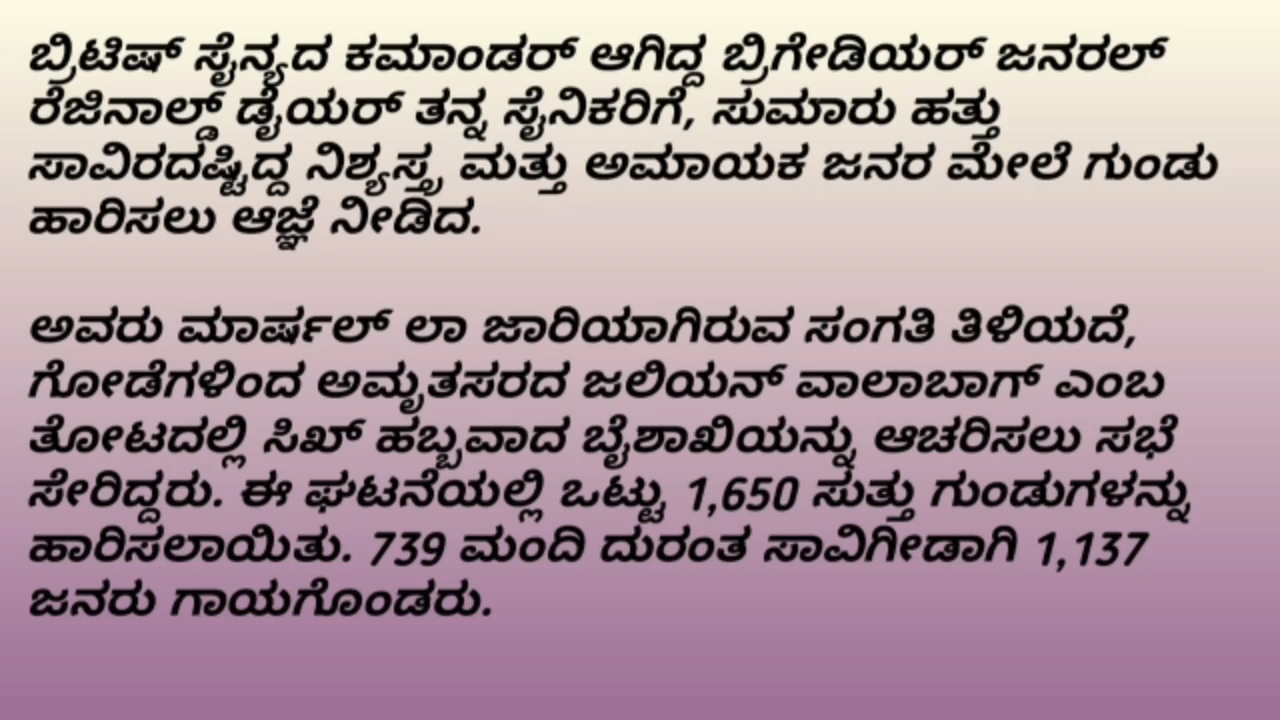 ಬ್ರಿಟಿಷ್ ಸೈನ್ಯದ ಕಮಾಂಡರ್ ಆಗಿದ್ದ ಬ್ರಿಗೇಡಿಯರ್ ಜನರಲ್
ರೆಜಿನಾಲ್ಡ್ ಡೈಯರ್ ತನ್ನ ಸೈನಿಕರಿಗೆ, ಸುಮಾರು ಹತ್ತು
ಸಾವಿರದಷ್ಟಿದ್ದ ನಿಶ್ಯಸ್ತ್ರ ಮತ್ತು ಅಮಾಯಕ ಜನರ ಮೇಲೆ ಗುಂಡು
ಹಾರಿಸಲು ಆಜ್ಞೆ ನೀಡಿದ.
ಅವರು ಮಾರ್ಷಲ್ ಲಾ ಜಾರಿಯಾಗಿರುವ ಸಂಗತಿ ತಿಳಿಯದೆ,
ಗೋಡೆಗಳಿಂದ ಅಮೃತಸರದ ಜಲಿಯನ್ ವಾಲಾಬಾಗ್ ಎಂಬ
ತೋಟದಲ್ಲಿ ಸಿಖ್ ಹಬ್ಬವಾದ ಬೈಶಾಖಿಯನ್ನು ಆಚರಿಸಲು ಸಭೆ
ಸೇರಿದ್ದರು. ಈ ಘಟನೆಯಲ್ಲಿ ಒಟ್ಟು 1,650 ಸುತ್ತು ಗುಂಡುಗಳನ್ನು
ಹಾರಿಸಲಾಯಿತು. 739 ಮಂದಿ ದುರಂತ ಸಾವಿಗೀಡಾಗಿ 1,137
ಜನರು ಗಾಯಗೊಂಡರು.